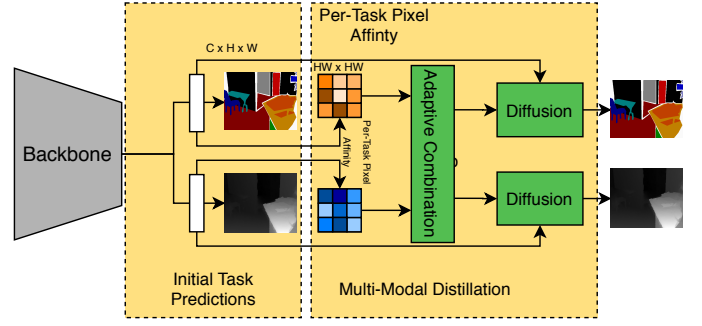 Per-Task Pixel
Affinty
C x H x W
HW x HW
Backbone
Per-Task Pixel
Affinity
Adaptive Combination
Diffusion
Diffusion
Initial Task
Predictions
Multi-Modal Distillation